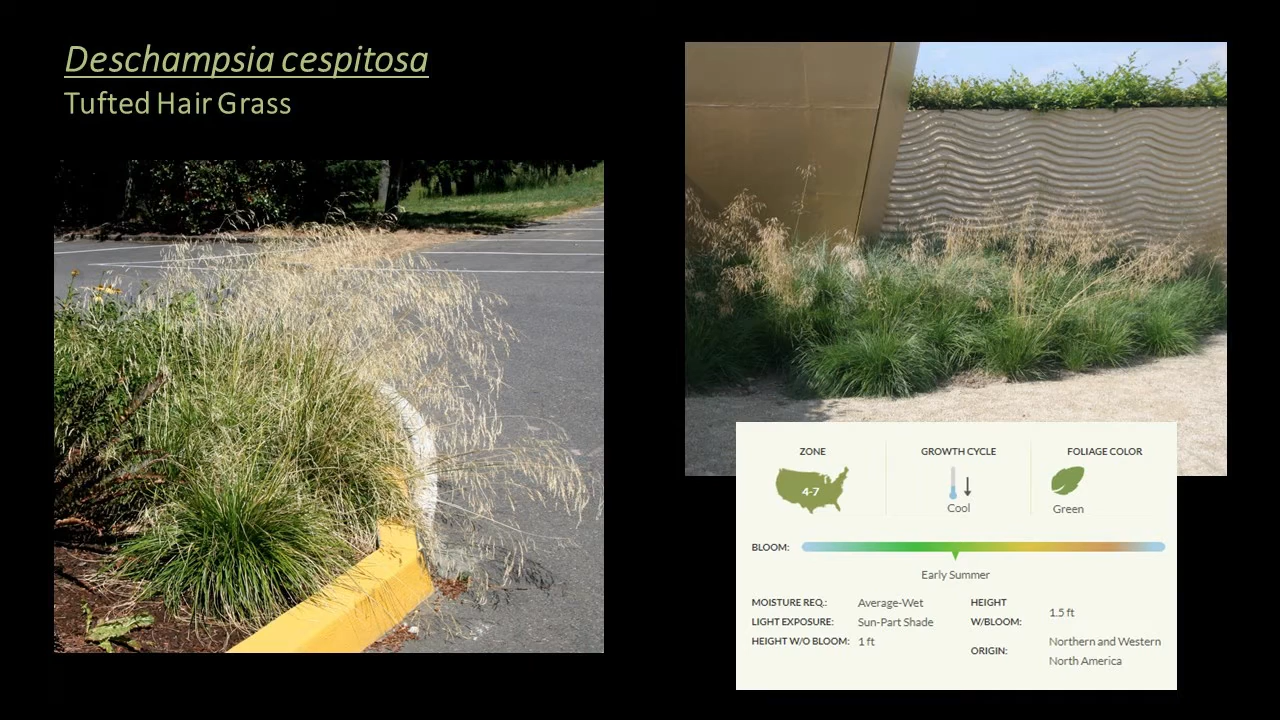 Deschampsia cespitosa
Tufted Hair Grass
ZONE
4-7
GROWTH CYCLE
Cool
FOLIAGE COLOR
Green
BLOOM:
Early Summer
MOISTURE REQ.: Average-Wet
LIGHT EXPOSURE: Sun-Part Shade
HEIGHT W/O BLOOM: 1 ft
HEIGHT
W/BLOOM: 1.5 ft
ORIGIN: Northern and Western
North America